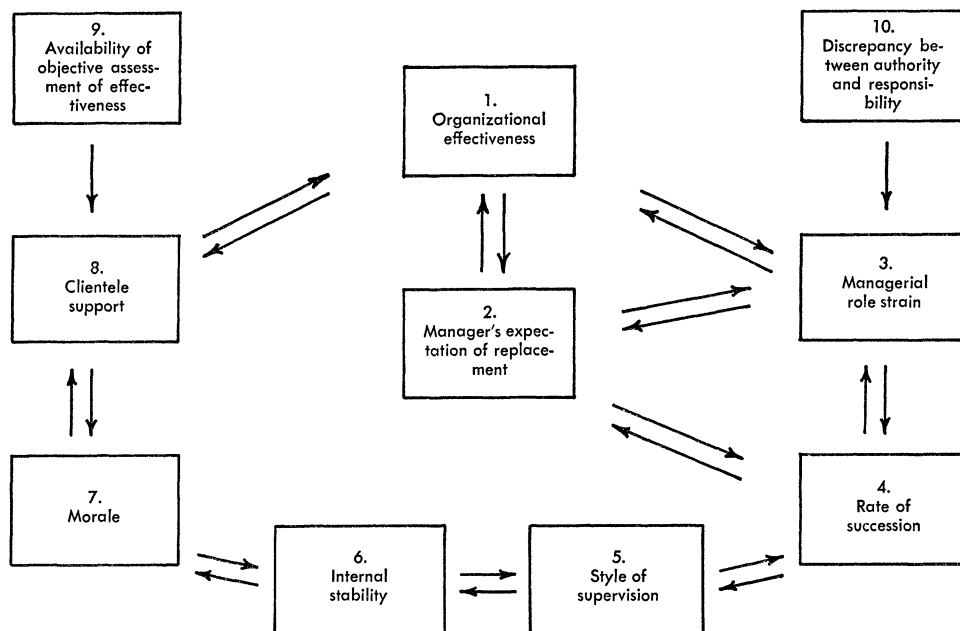 9.
Availability of
objective assess-
ment of effec-
tiveness
10.
Discrepancy be-
tween authority
and responsi-
bility
1.
Organizational
effectiveness
8.
Clientele
support
3.
Managerial
role strain
2.
Manager's expec-
tation of replace-
ment
7.
Morale
4.
Rate of
succession
6.
Internal
stability
5.
Style of
supervision